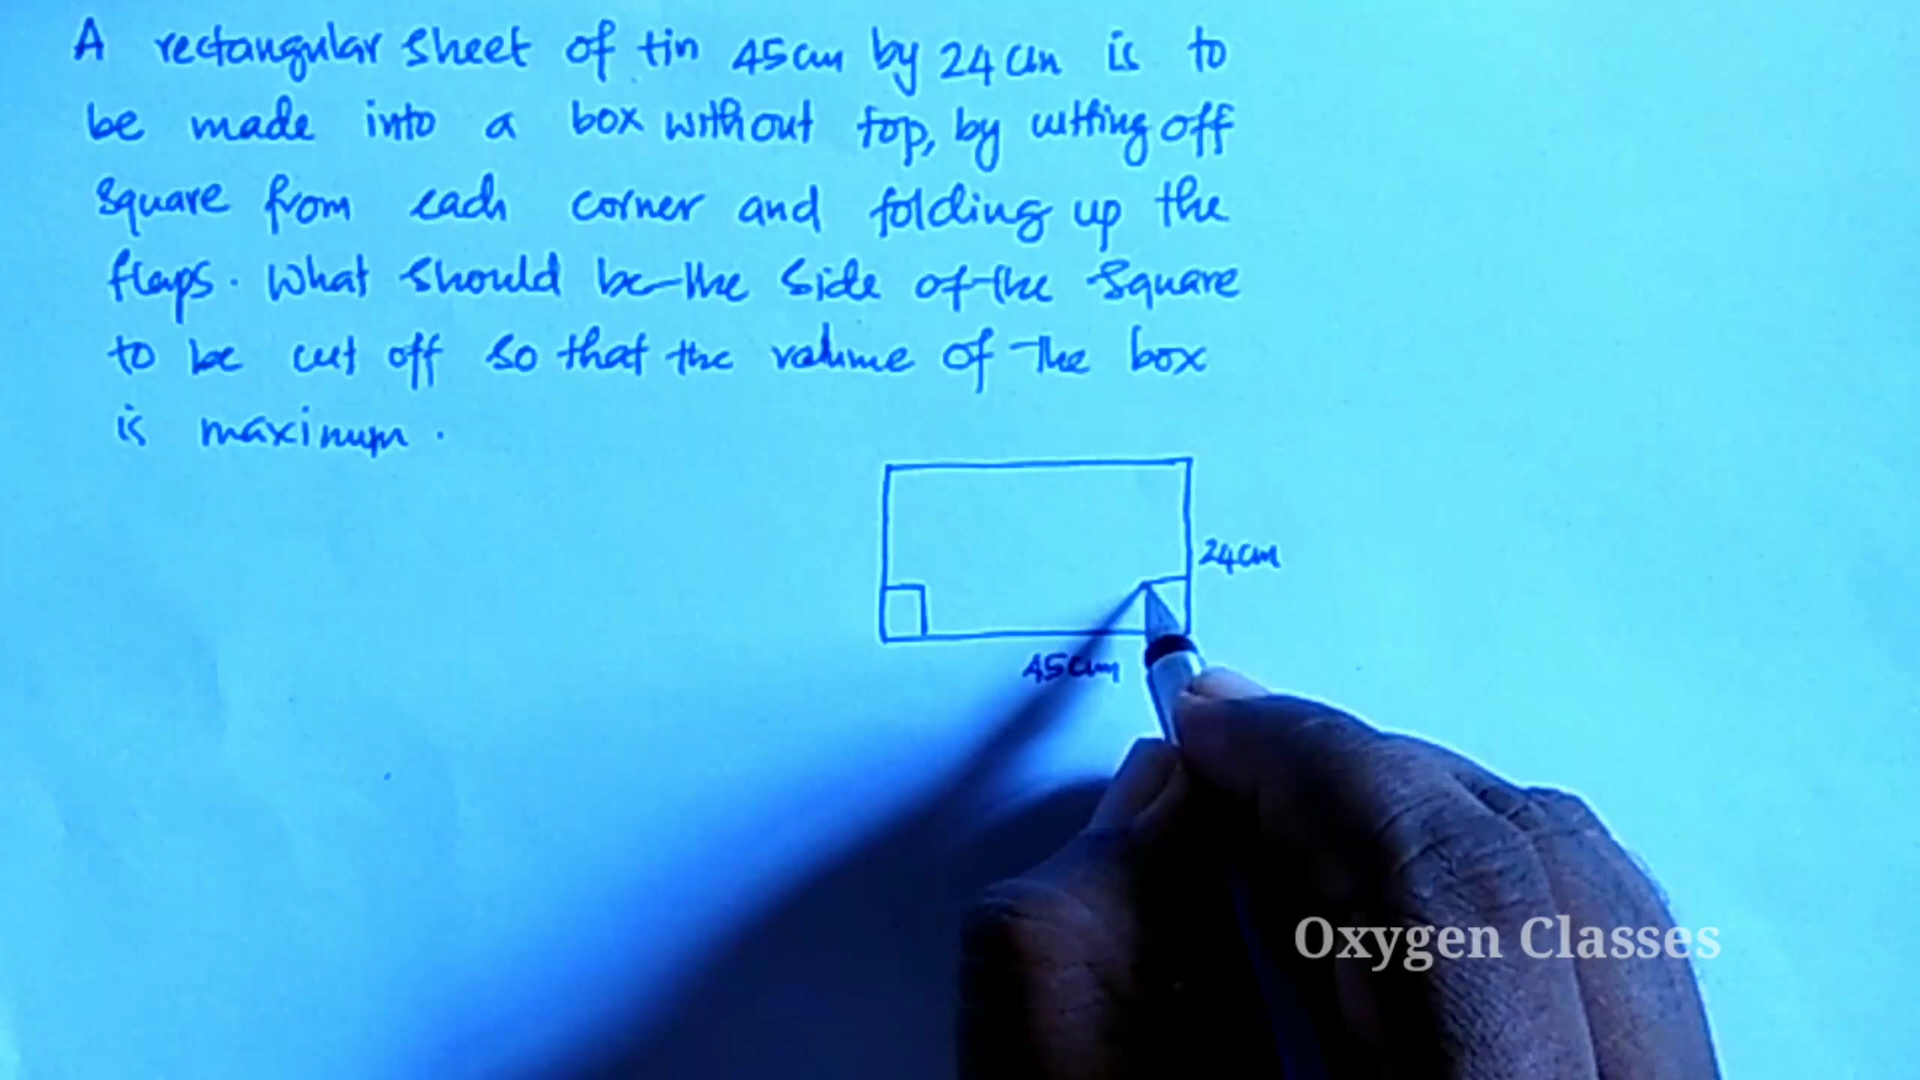 A rectangular sheet of tin 45cm by 24cm is to
be made into a box without top, by cutting off
square from each corner and folding up the
flaps. What should be the side of the square
to be cut off so that the volume of the box
is maximum.
24cm
45cm
Oxygen Classes